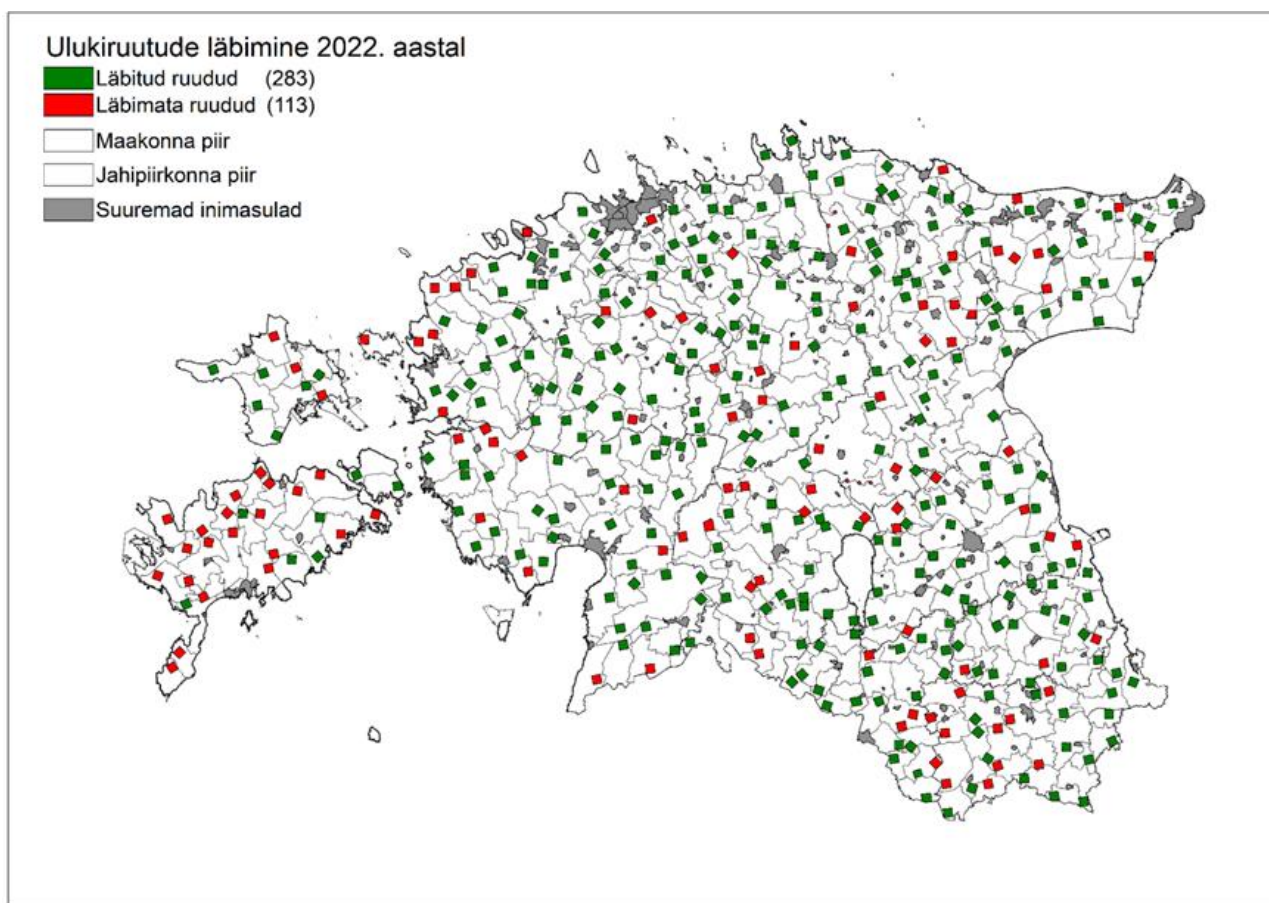 Ulukiruutude läbimine 2022. aastal
Läbitud ruudud (283)
Läbimata ruudud (113)
Maakonna piir
Jahipiirkonna piir
Suuremad inimasulad